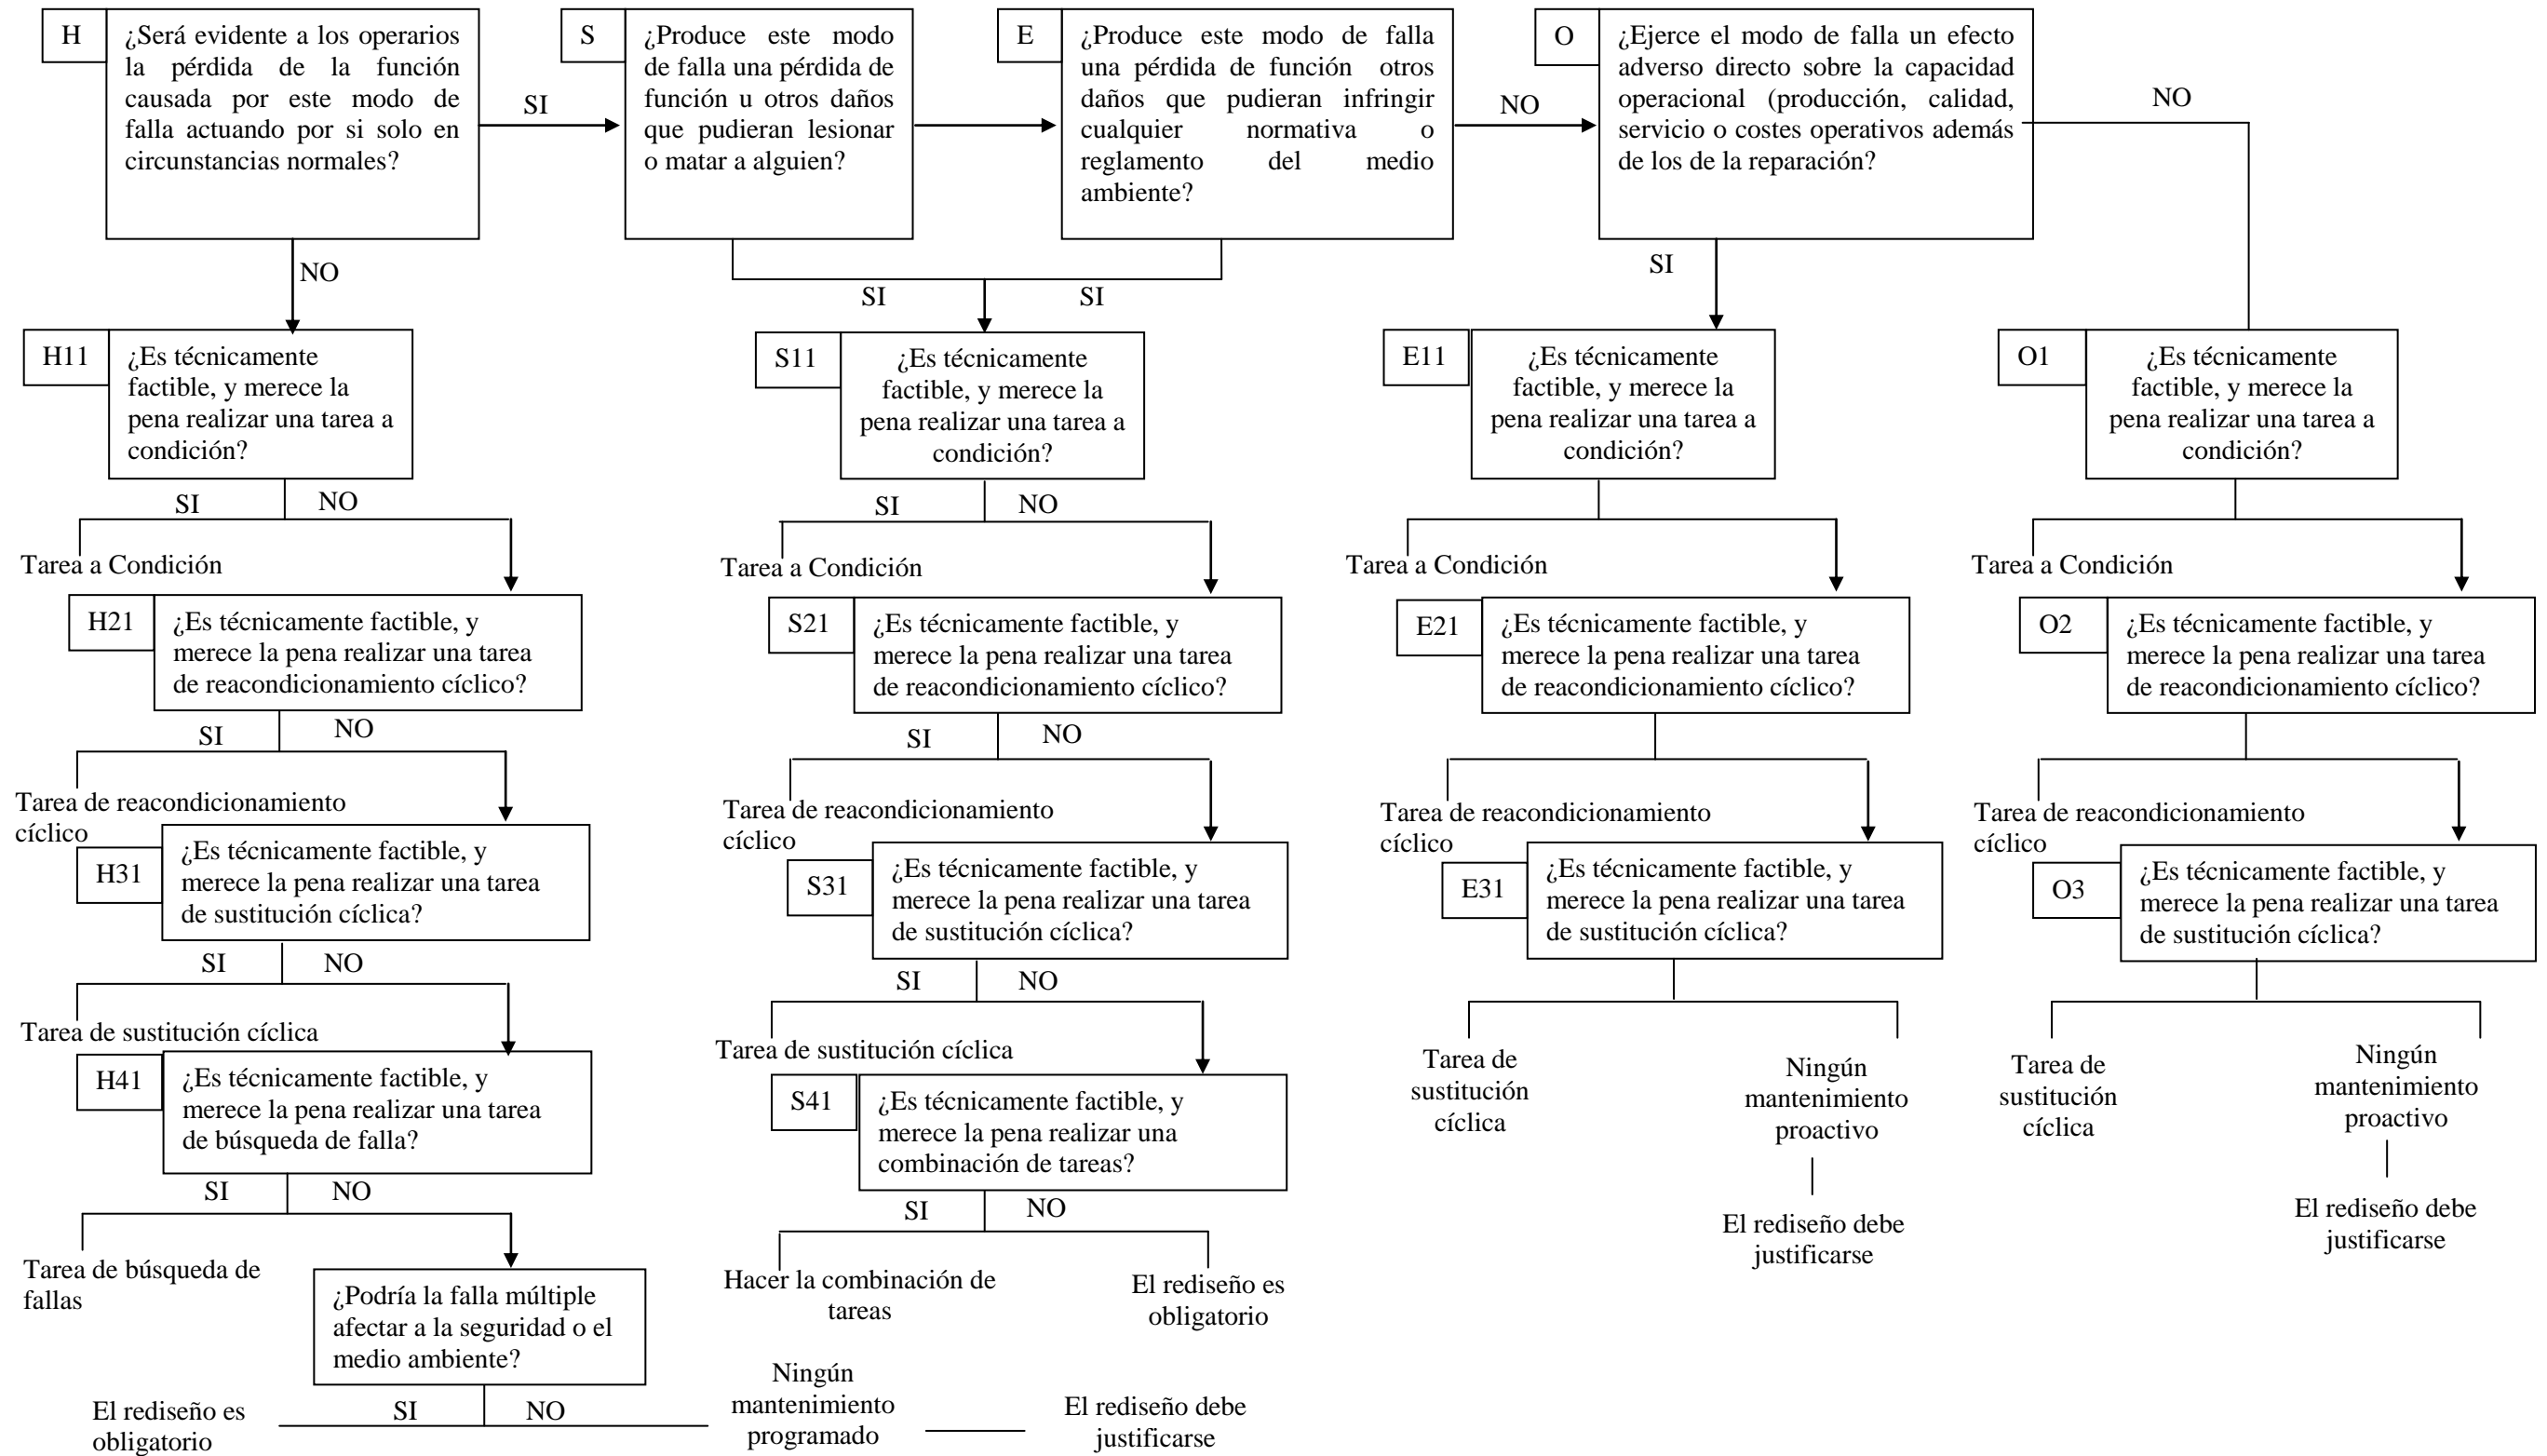 H
¿Será evidente a los operarios
la pérdida de la función
causada por este modo de
falla actuando por si solo en
circunstancias normales?
SI
S
¿Produce este modo
de falla una pérdida de
función u otros daños
que pudieran lesionar
o matar a alguien?
E
¿Produce este modo de falla
una pérdida de función otros
daños que pudieran infringir
cualquier normativa o
reglamento del medio
ambiente?
NO
O
¿Ejerce el modo de falla un efecto
adverso directo sobre la capacidad
operacional (producción, calidad,
servicio o costes operativos además
de los de la reparación?
NO
NO
SI
SI
SI
H11
¿Es técnicamente
factible, y merece la
pena realizar una tarea a
condición?
S11
¿Es técnicamente
factible, y merece la
pena realizar una tarea a
condición?
E11
¿Es técnicamente
factible, y merece la
pena realizar una tarea a
condición?
O1
¿Es técnicamente
factible, y merece la
pena realizar una tarea a
condición?
SI
NO
SI
NO
Tarea a Condición
Tarea a Condición
Tarea a Condición
Tarea a Condición
H21
¿Es técnicamente factible, y
merece la pena realizar una tarea
de reacondicionamiento cíclico?
S21
¿Es técnicamente factible, y
merece la pena realizar una tarea
de reacondicionamiento cíclico?
E21
¿Es técnicamente factible, y
merece la pena realizar una tarea
de reacondicionamiento cíclico?
O2
¿Es técnicamente factible, y
merece la pena realizar una tarea
de reacondicionamiento cíclico?
SI
NO
SI
NO
Tarea de reacondicionamiento
cíclico
Tarea de reacondicionamiento
cíclico
Tarea de reacondicionamiento
cíclico
Tarea de reacondicionamiento
cíclico
H31
¿Es técnicamente factible, y
merece la pena realizar una tarea
de sustitución cíclica?
S31
¿Es técnicamente factible, y
merece la pena realizar una tarea
de sustitución cíclica?
E31
¿Es técnicamente factible, y
merece la pena realizar una tarea
de sustitución cíclica?
O3
¿Es técnicamente factible, y
merece la pena realizar una tarea
de sustitución cíclica?
SI
NO
SI
NO
Tarea de sustitución cíclica
Tarea de sustitución cíclica
Tarea de
sustitución
cíclica
Ningún
mantenimiento
proactivo
Tarea de
sustitución
cíclica
Ningún
mantenimiento
proactivo
H41
¿Es técnicamente factible, y
merece la pena realizar una tarea
de búsqueda de falla?
S41
¿Es técnicamente factible, y
merece la pena realizar una
combinación de tareas?
SI
NO
SI
NO
El rediseño debe
justificarse
El rediseño debe
justificarse
Tarea de búsqueda de
fallas
¿Podría la falla múltiple
afectar a la seguridad o el
medio ambiente?
Hacer la combinación de
tareas
El rediseño es
obligatorio
El rediseño es
obligatorio
SI
NO
Ningún
mantenimiento
programado
El rediseño debe
justificarse